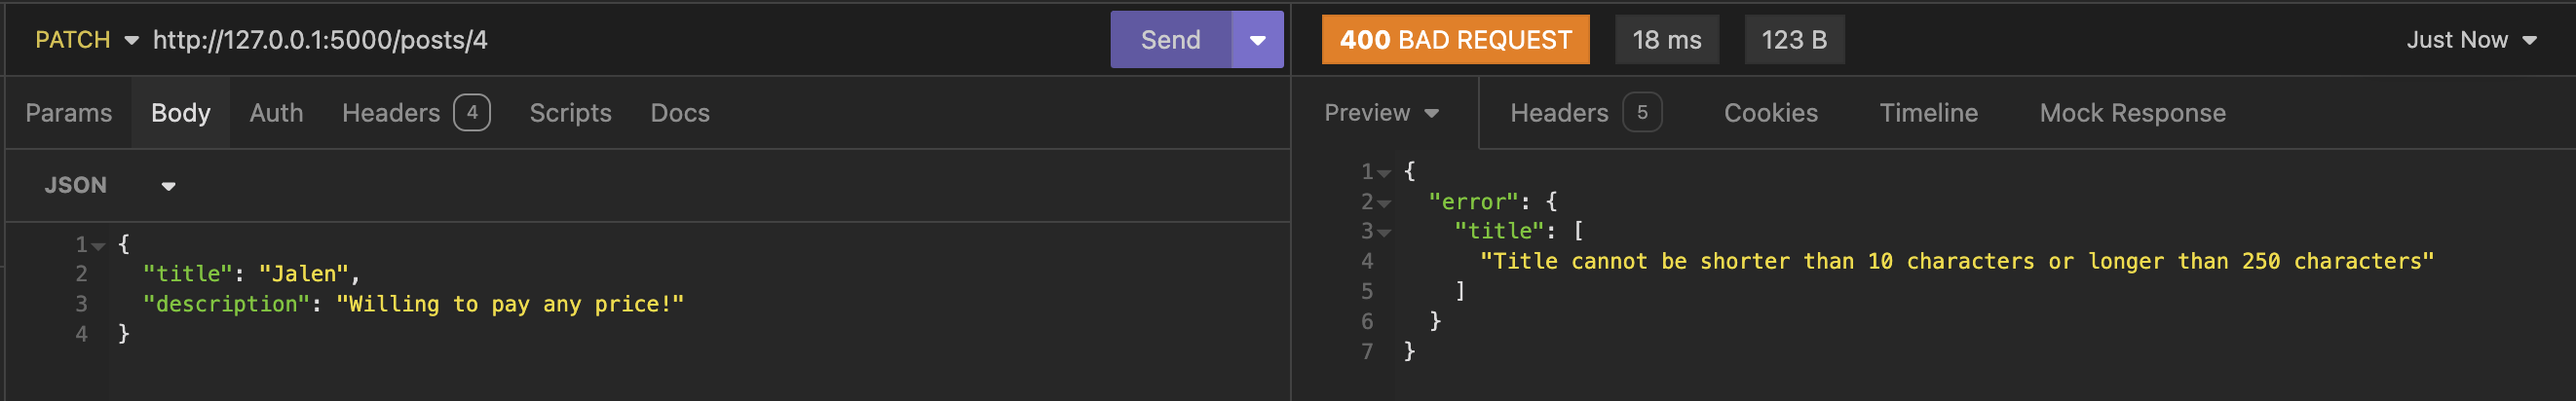 PATCH http://127.0.0.1:5000/posts/4 Send
400 BAD REQUEST 18 ms 123 B Just Now
Params Body Auth Headers 4 Scripts Docs
Preview Headers 5 Cookies Timeline Mock Response
JSON
1 {
2 "title": "Jalen",
3 "description": "Willing to pay any price!"
4 }
1 {
2 "error": {
3 "title": [
4 "Title cannot be shorter than 10 characters or longer than 250 characters"
5 ]
6 }
7 }